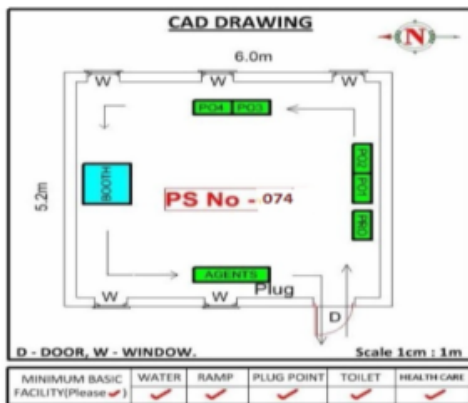 CAD DRAWING
N
6.0m
W W W
PO4 PO3
5.2m
BOOTH
PS No - 074
PO2
PO1
PRO
AGENTS
Plug
W W
D
D - DOOR, W - WINDOW.
Scale 1cm : 1m
MINIMUM BASIC FACILITY(Please ✓) WATER RAMP PLUG POINT TOILET HEALTH CARE
✓ ✓ ✓ ✓ ✓